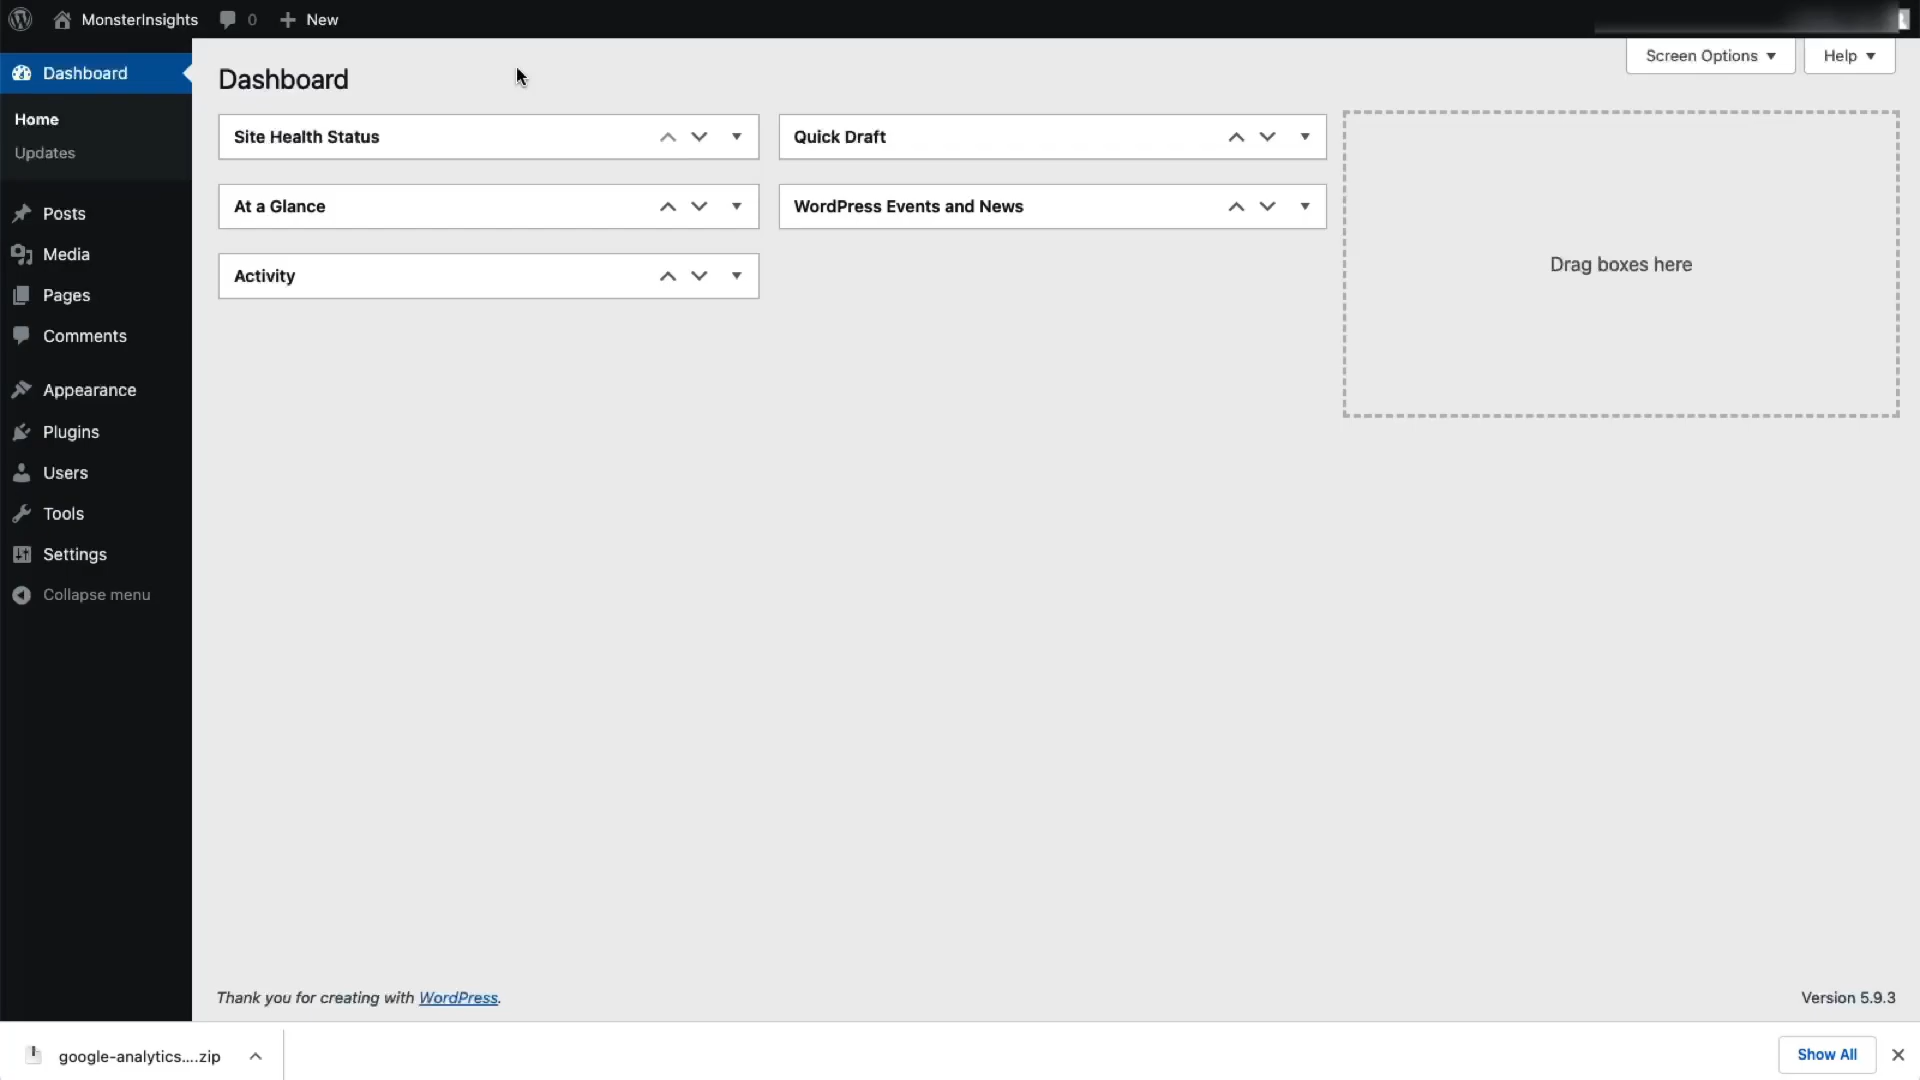 MonsterInsights 0 New
Screen Options Help
Dashboard
Home
Updates
Posts
Media
Pages
Comments
Appearance
Plugins
Users
Tools
Settings
Collapse menu
Dashboard
Site Health Status
At a Glance
Activity
Quick Draft
WordPress Events and News
Drag boxes here
Thank you for creating with WordPress.
Version 5.9.3
google-analytics....zip
Show All